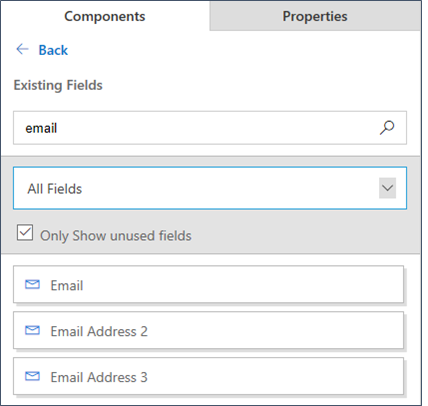 Components Properties
Back
Existing Fields
email
All Fields
Only Show unused fields
Email
Email Address 2
Email Address 3